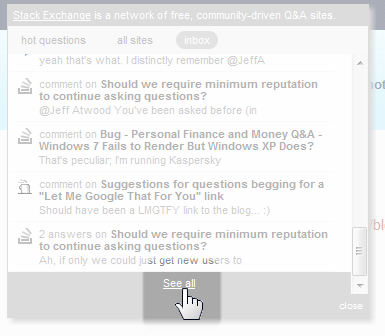 Stack Exchange is a network of free, community-driven Q&A sites.
hot questions all sites inbox
yeah that's what. I distinctly remember @JeffA
comment on Should we require minimum reputation
to continue asking questions?
@Jeff Atwood You've been asked before (in
comment on Bug - Personal Finance and Money Q&A -
Windows 7 Fails to Render But Windows XP Does?
That's peculiar; I'm running Kaspersky
comment on Suggestions for questions begging for a
"Let Me Google That For You" link
Should have been a LMGTFY link to the blog... :)
2 answers on Should we require minimum reputation
to continue asking questions?
Ah, if only we could just get new users to
See all
close